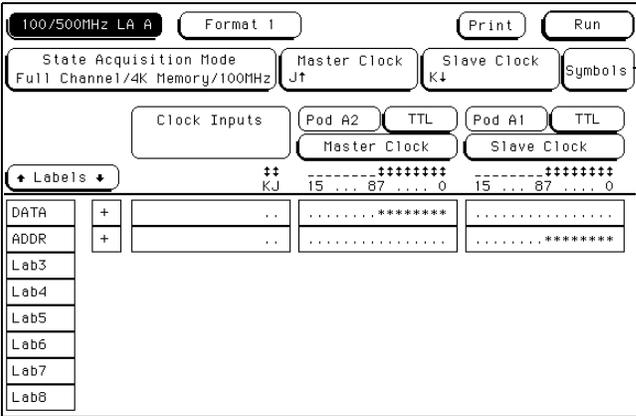 100/500MHz LA A Format 1 Print Run
State Acquisition Mode Master Clock Slave Clock Symbols
Full Channel/4K Memory/100MHz J↑ K↓
Clock Inputs Pod A2 TTL Pod A1 TTL
Master Clock Slave Clock
↑ Labels ↓ ↕↕ --------↕↕↕↕↕↕↕↕ --------↕↕↕↕↕↕↕↕
KJ 15 ... 87 .... 0 15 ... 87 .... 0
DATA + .. ........******** ................
ADDR + .. ................ ........********
Lab3
Lab4
Lab5
Lab6
Lab7
Lab8